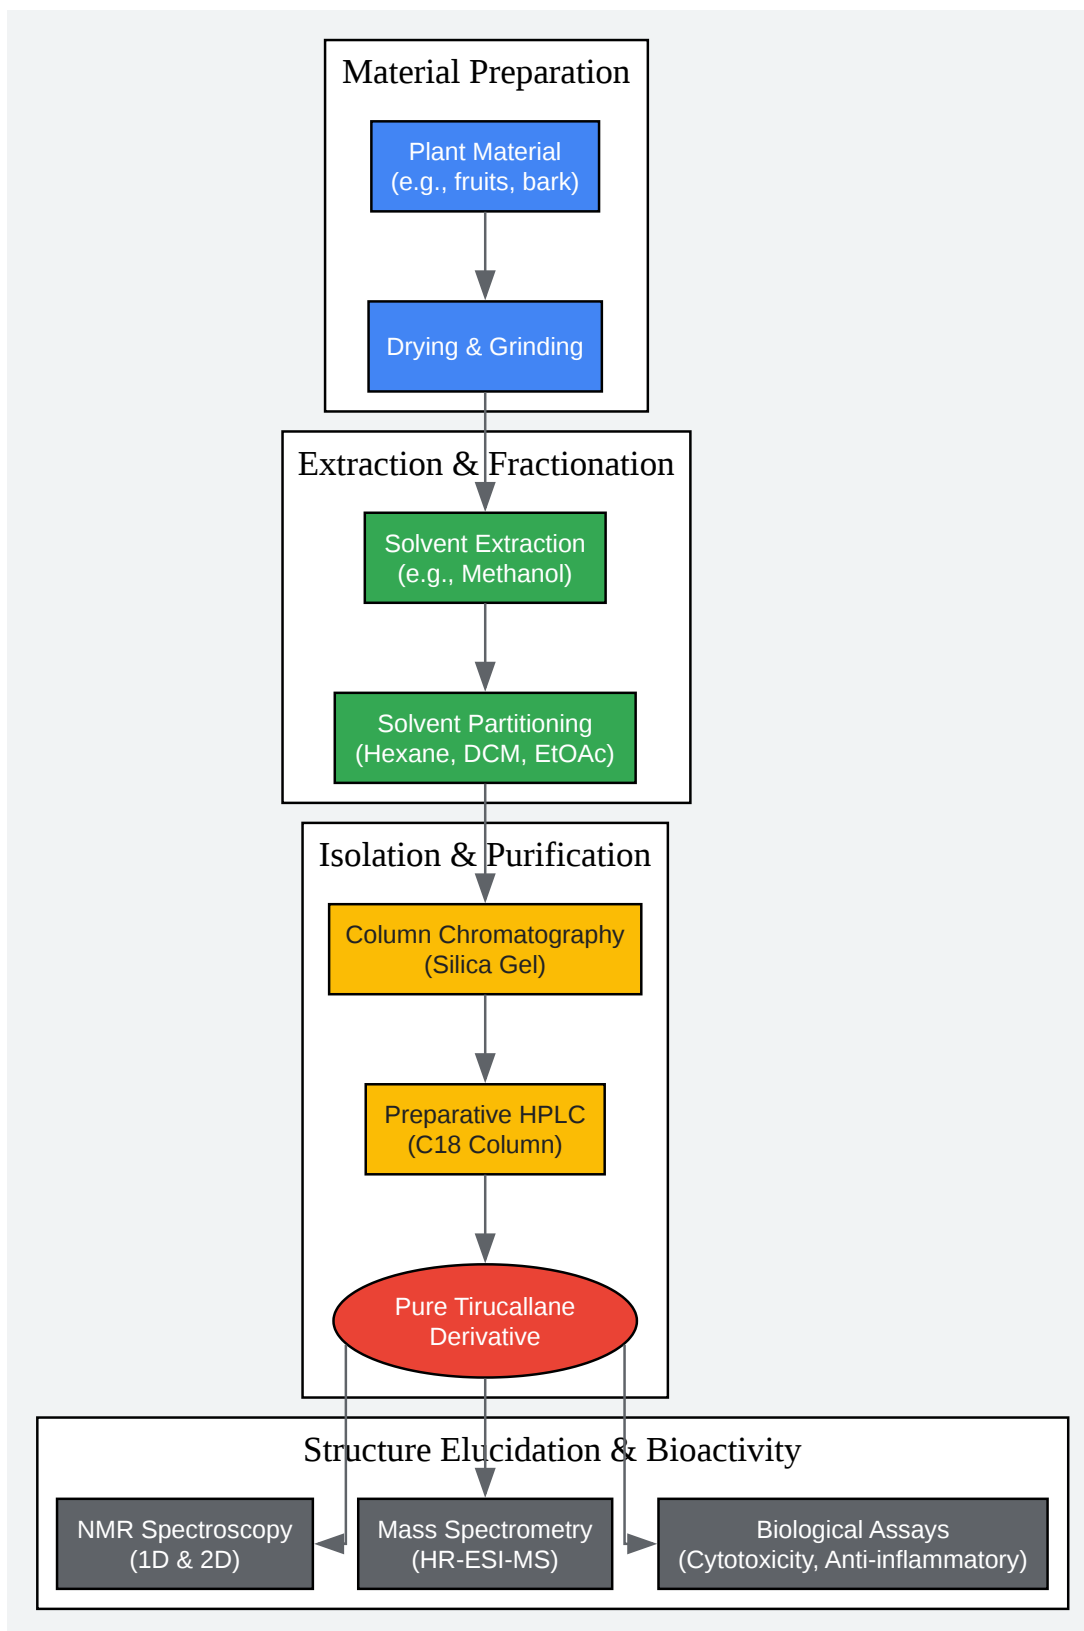 Material Preparation
Plant Material
(e.g., fruits, bark)
Drying & Grinding
Extraction & Fractionation
Solvent Extraction
(e.g., Methanol)
Solvent Partitioning
(Hexane, DCM, EtOAc)
Isolation & Purification
Column Chromatography
(Silica Gel)
Preparative HPLC
(C18 Column)
Pure Tirucallane
Derivative
Structure Elucidation & Bioactivity
NMR Spectroscopy
(1D & 2D)
Mass Spectrometry
(HR-ESI-MS)
Biological Assays
(Cytotoxicity, Anti-inflammatory)